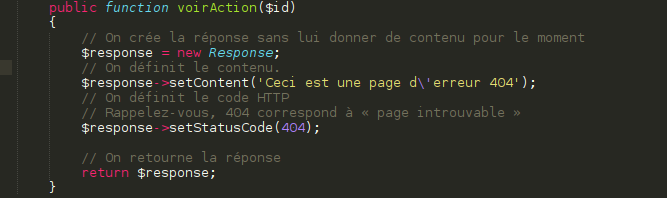 public function voirAction($id)
{
// On crée la réponse sans lui donner de contenu pour le moment
$response = new Response;
// On définit le contenu.
$response->setContent('Ceci est une page d\'erreur 404');
// On définit le code HTTP
// Rappelez-vous, 404 correspond à « page introuvable »
$response->setStatusCode(404);
// On retourne la réponse
return $response;
}